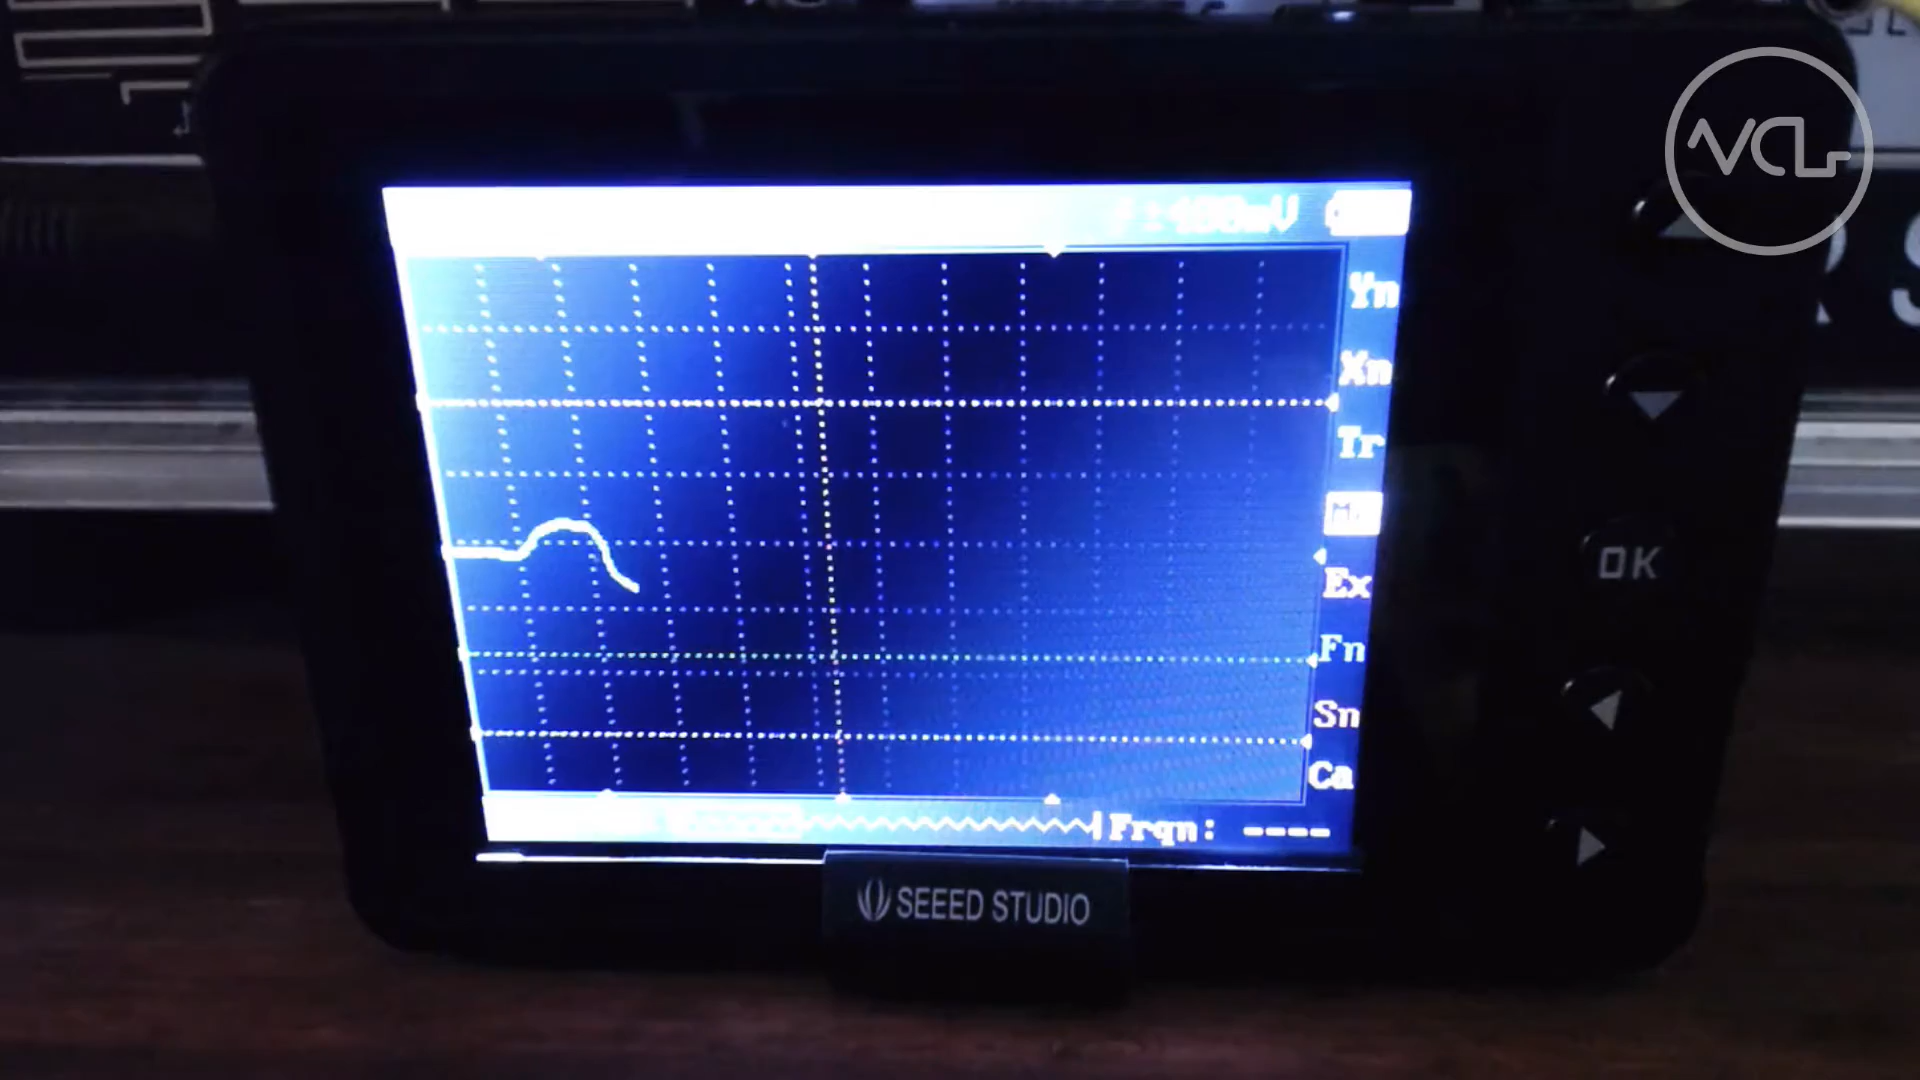 VCL
Yn
Xn
Tr
Ex
OK
Fn
Sn
Ca
Frqn: ----
SEEED STUDIO